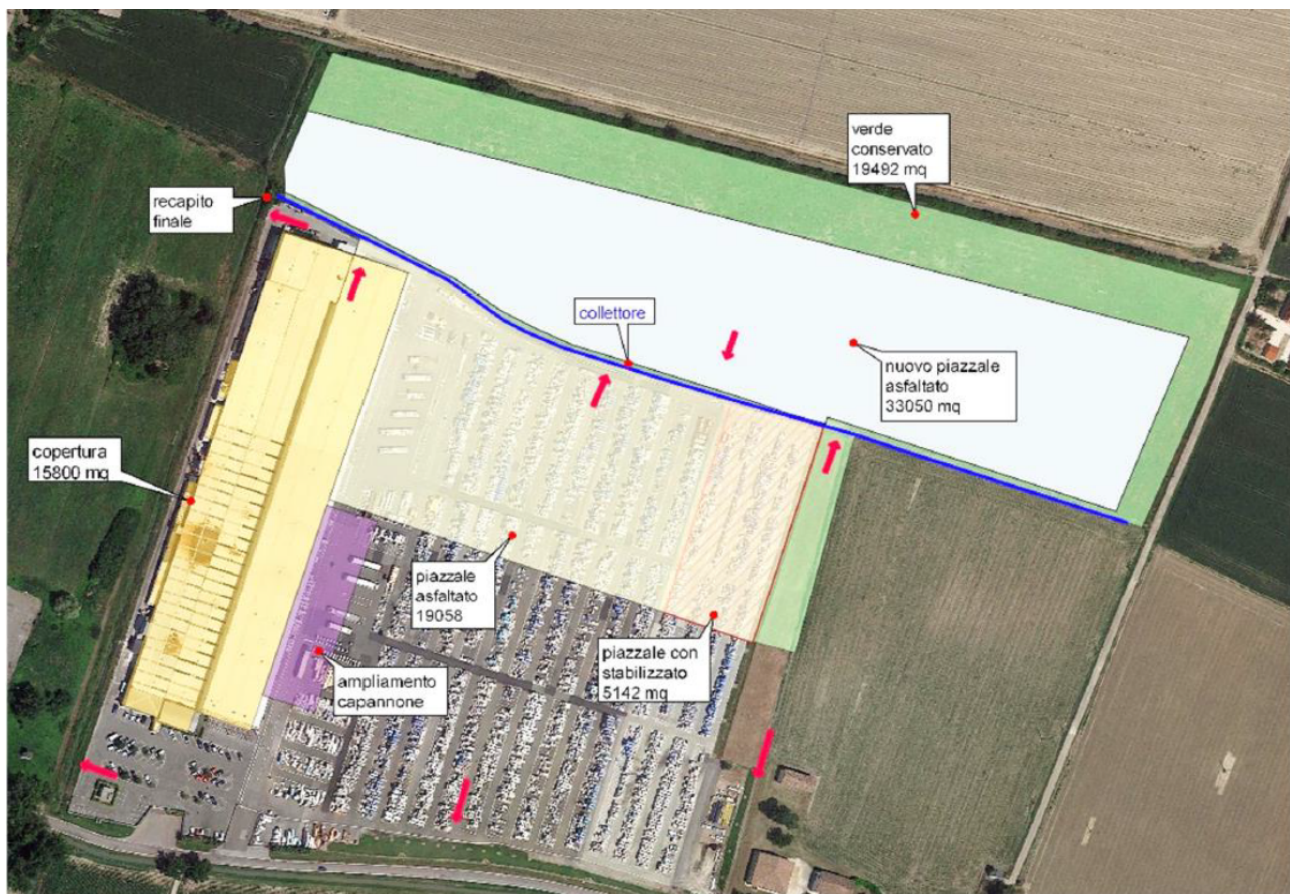 verde
conservato
19492 mq
recapito
finale
collettore
nuovo piazzale
asfaltato
33050 mq
copertura
15800 mq
piazzale
asfaltato
19058
piazzale con
stabilizzato
5142 mq
ampliamento
capannone